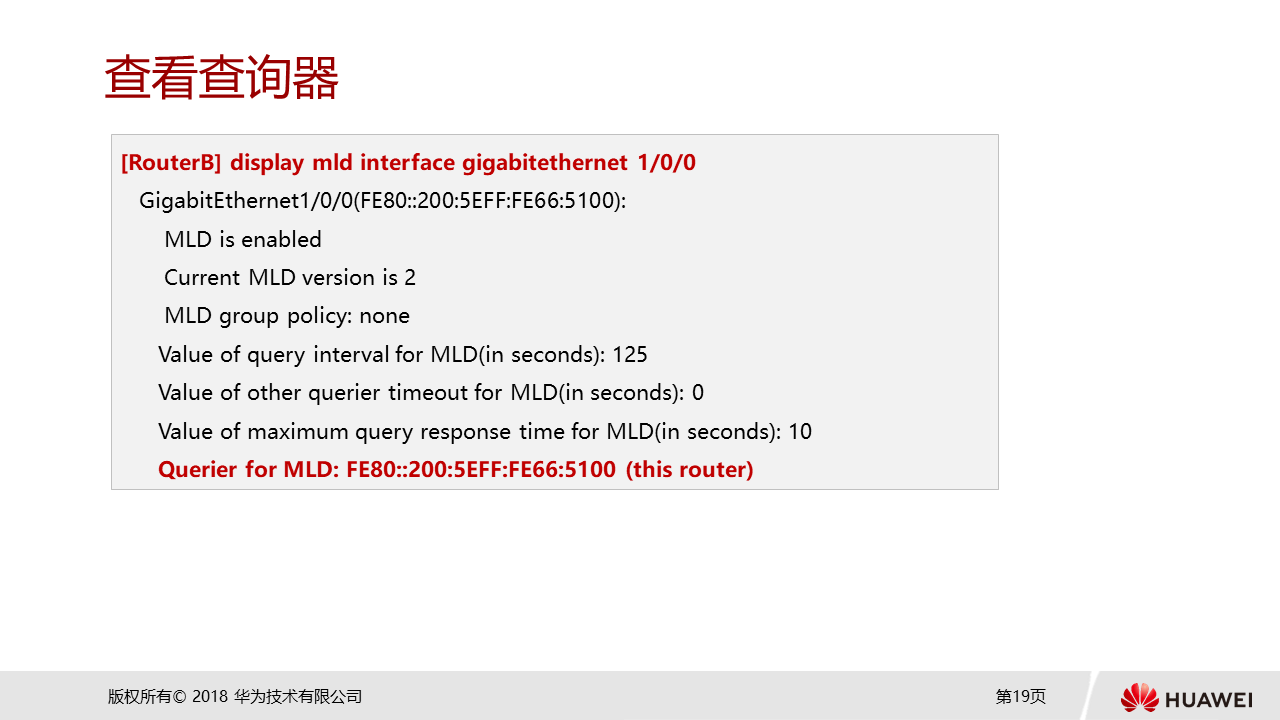 查看查询器
[RouterB] display mld interface gigabitethernet 1/0/0
GigabitEthernet1/0/0(FE80::200:5EFF:FE66:5100):
MLD is enabled
Current MLD version is 2
MLD group policy: none
Value of query interval for MLD(in seconds): 125
Value of other querier timeout for MLD(in seconds): 0
Value of maximum query response time for MLD(in seconds): 10
Querier for MLD: FE80::200:5EFF:FE66:5100 (this router)
版权所有© 2018 华为技术有限公司
第19页
HUAWEI